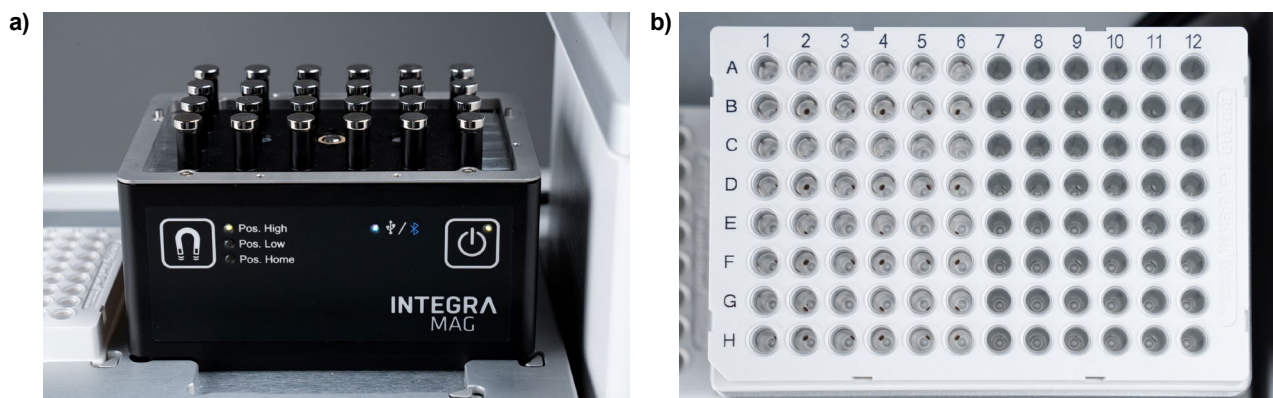 a)
Pos. High
Pos. Low
Pos. Home
/
INTEGRA
MAG
b)
1 2 3 4 5 6 7 8 9 10 11 12
A
B
C
D
E
F
G
H